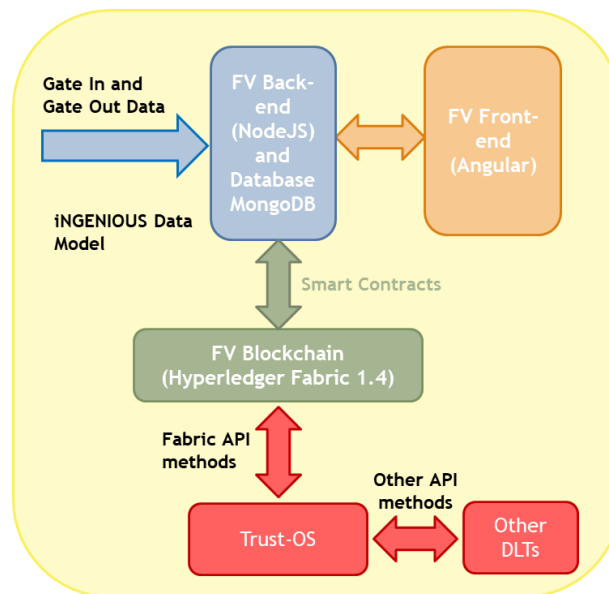 Gate In and
Gate Out Data
FV Back-
end
(NodeJS)
and
Database
MongoDB
FV Front-
end
(Angular)
iNGENIOUS Data
Model
Smart Contracts
FV Blockchain
(Hyperledger Fabric 1.4)
Fabric API
methods
Other API
methods
Trust-OS
Other
DLTs